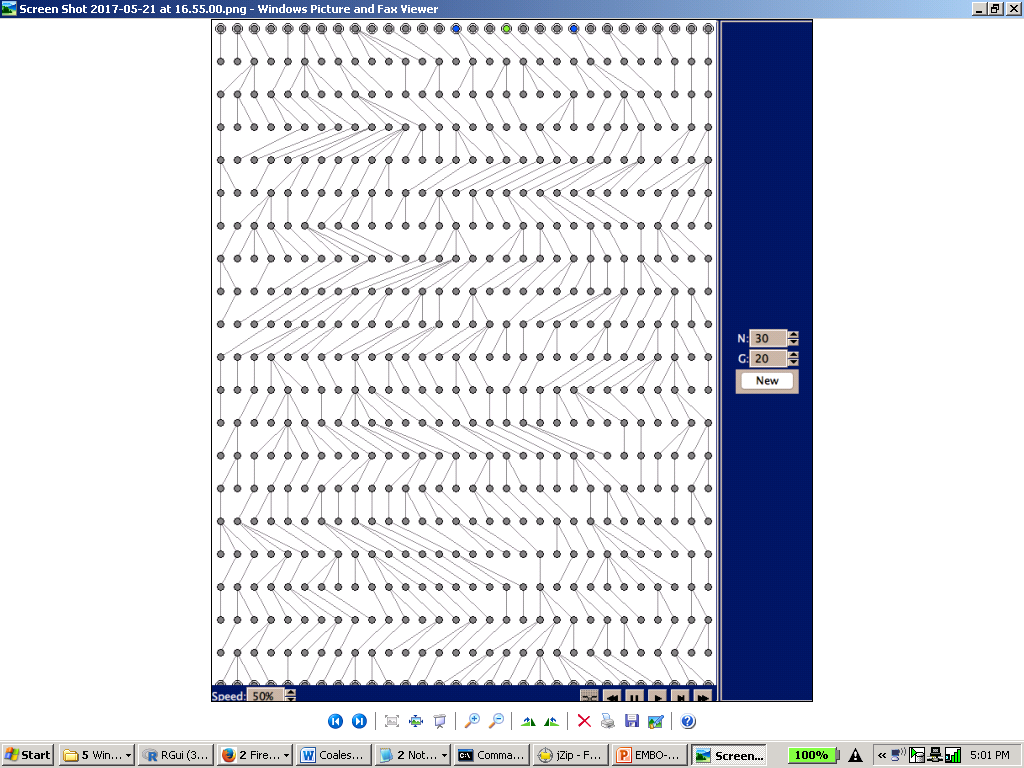 Screen Shot 2017-05-21 at 16.55.00.png - Windows Picture and Fax Viewer
N: 30
G: 20
New
Speed: 50%
Start
5 Win...
RGui (3...
2 Fire...
Coales...
2 Not...
Comma...
jZip - F...
EMBO-...
Screen...
100%
5:01 PM